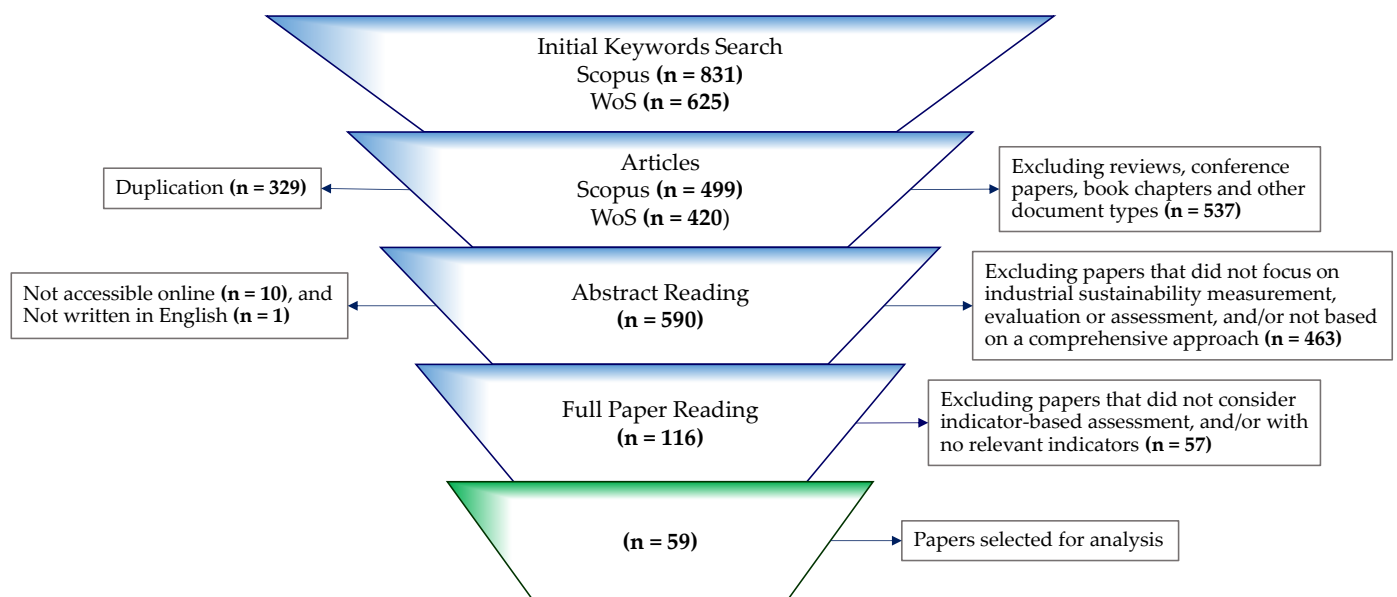 Initial Keywords Search
Scopus (n = 831)
WoS (n = 625)
Articles
Scopus (n = 499)
WoS (n = 420)
Duplication (n = 329)
Excluding reviews, conference
papers, book chapters and other
document types (n = 537)
Abstract Reading
(n = 590)
Not accessible online (n = 10), and
Not written in English (n = 1)
Excluding papers that did not focus on
industrial sustainability measurement,
evaluation or assessment, and/or not based
on a comprehensive approach (n = 463)
Full Paper Reading
(n = 116)
Excluding papers that did not consider
indicator-based assessment, and/or with
no relevant indicators (n = 57)
(n = 59)
Papers selected for analysis